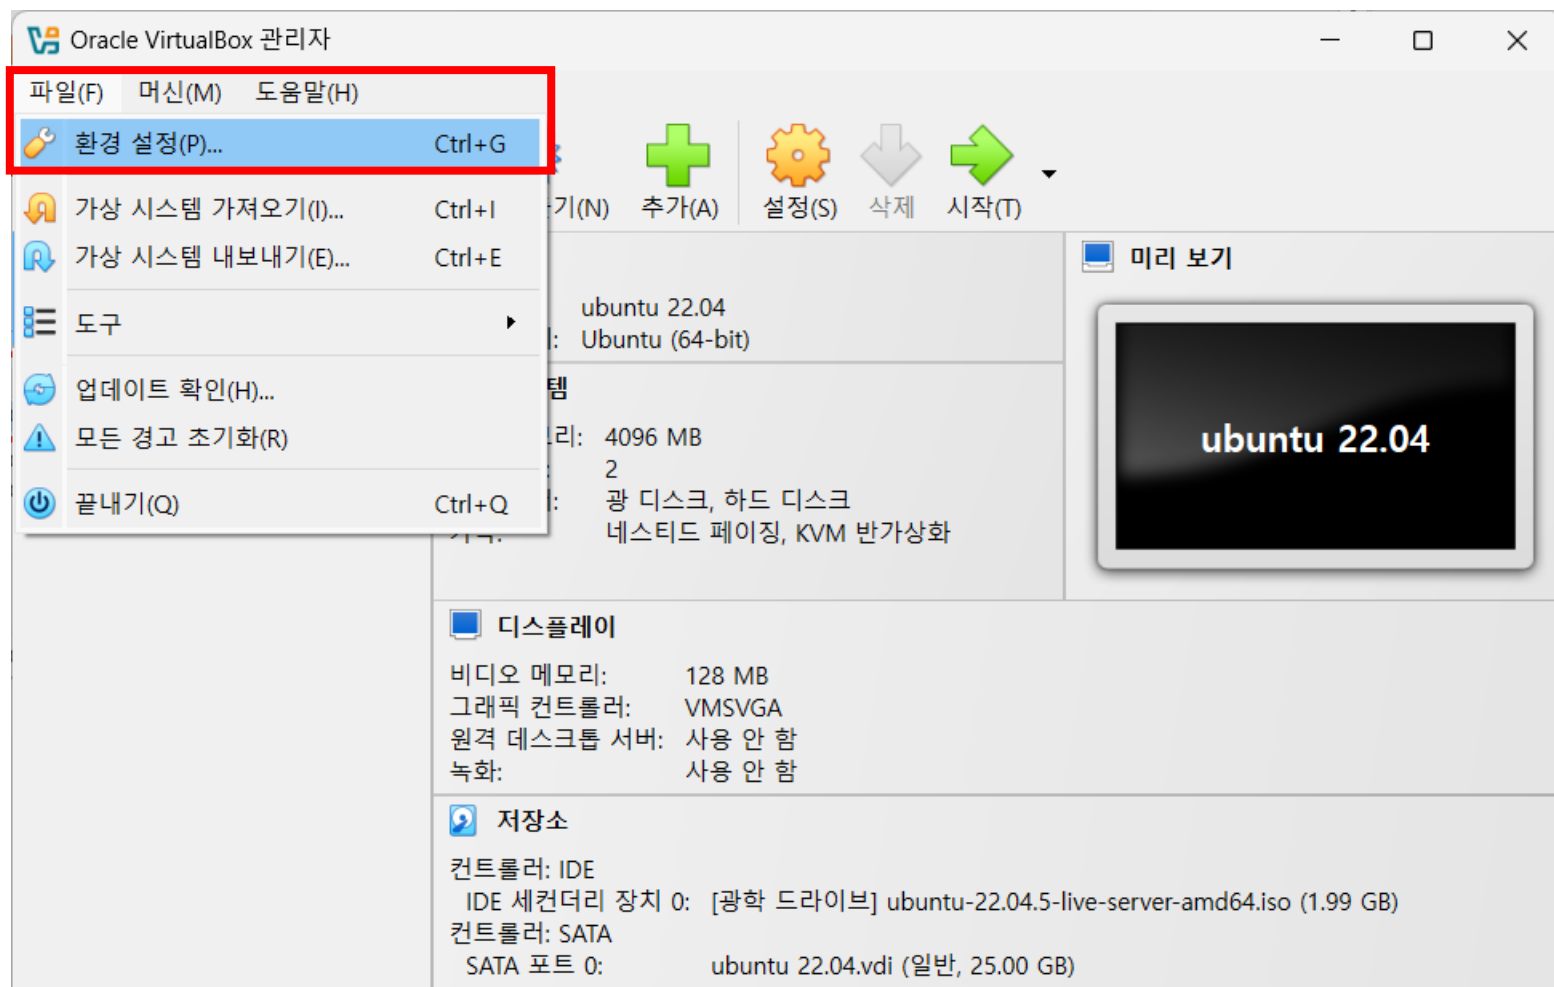 Oracle VirtualBox 관리자
파일(F) 머신(M) 도움말(H)
환경 설정(P)... Ctrl+G
가상 시스템 가져오기(I)... Ctrl+I
가상 시스템 내보내기(E)... Ctrl+E
도구
업데이트 확인(H)...
모든 경고 초기화(R)
끝내기(Q) Ctrl+Q
기(N) 추가(A) 설정(S) 삭제 시작(T)
ubuntu 22.04
: Ubuntu (64-bit)
템
리: 4096 MB
: 2
: 광 디스크, 하드 디스크
네스티드 페이징, KVM 반가상화
미리 보기
ubuntu 22.04
디스플레이
비디오 메모리: 128 MB
그래픽 컨트롤러: VMSVGA
원격 데스크톱 서버: 사용 안 함
녹화: 사용 안 함
저장소
컨트롤러: IDE
IDE 세컨더리 장치 0: [광학 드라이브] ubuntu-22.04.5-live-server-amd64.iso (1.99 GB)
컨트롤러: SATA
SATA 포트 0: ubuntu 22.04.vdi (일반, 25.00 GB)